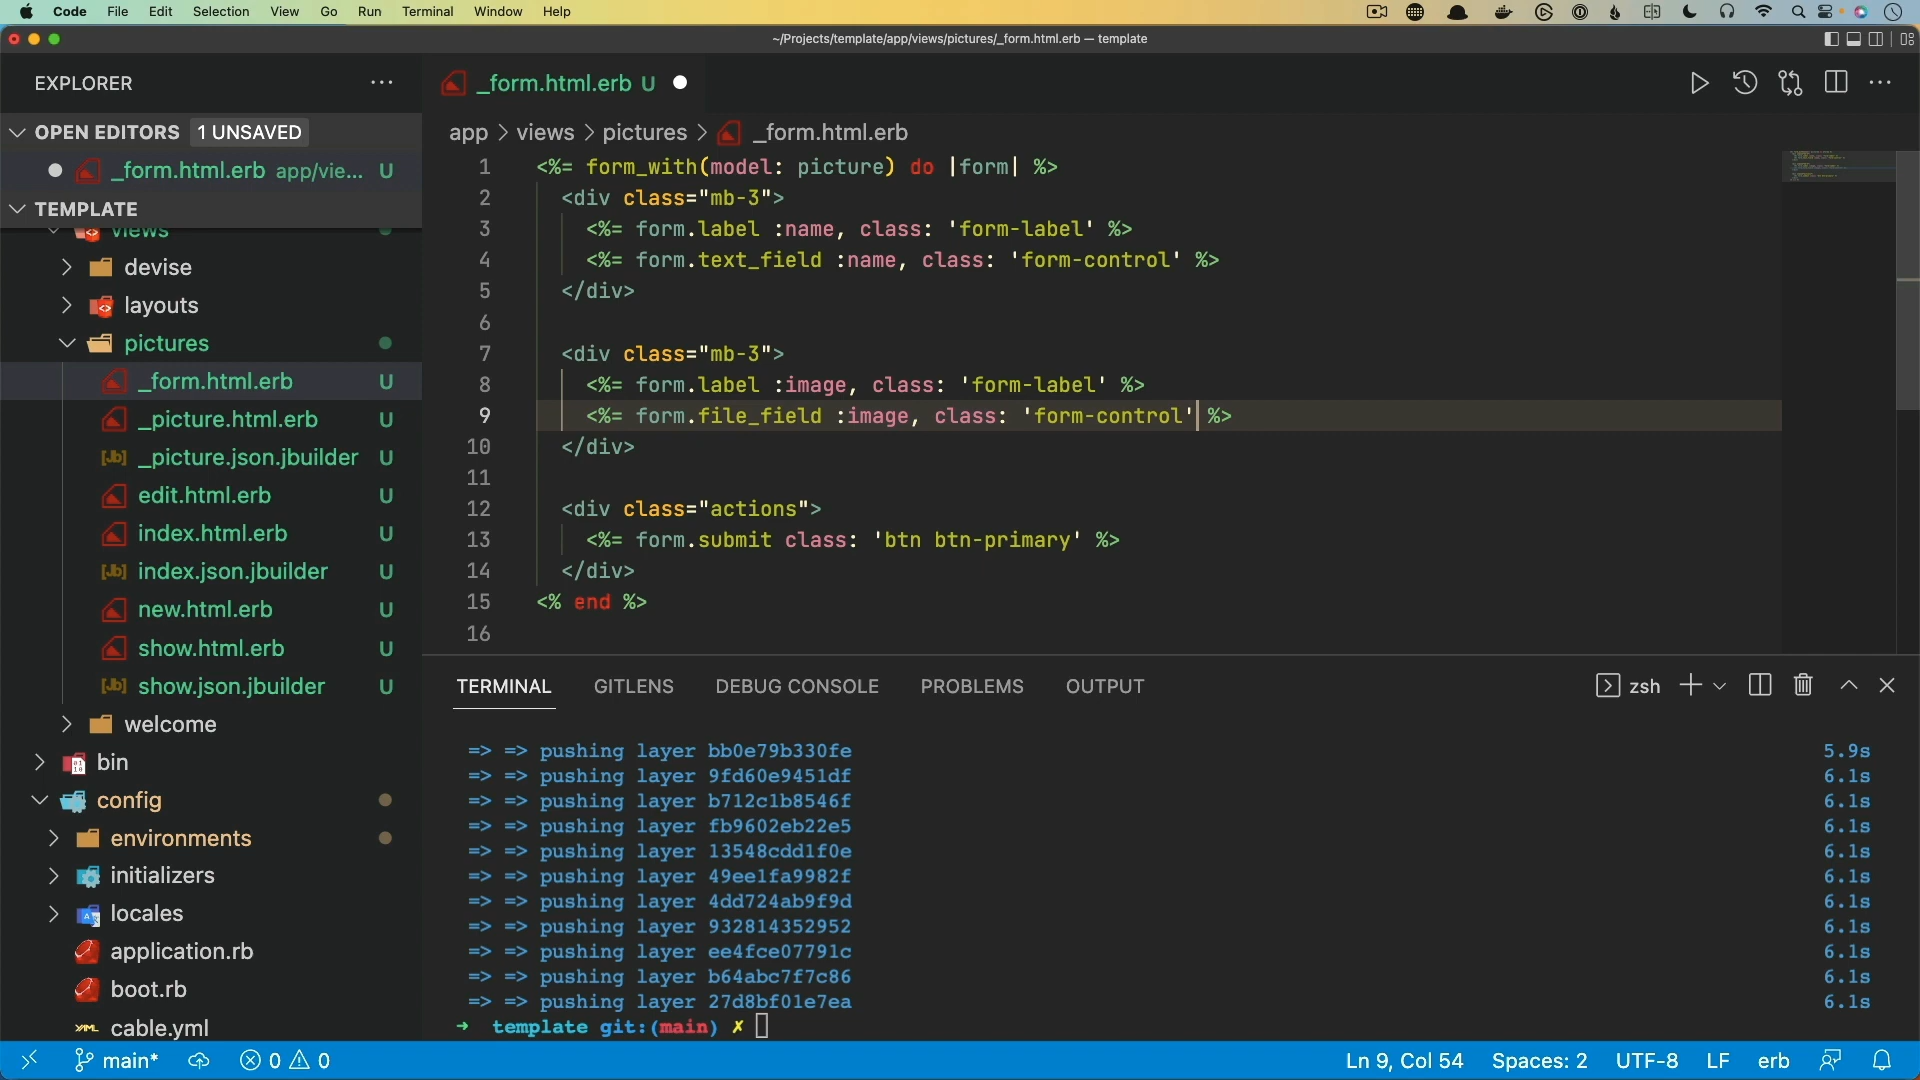 Code File Edit Selection View Go Run Terminal Window Help
~/Projects/template/app/views/pictures/_form.html.erb — template
EXPLORER
OPEN EDITORS 1 UNSAVED
_form.html.erb app/vie... U
TEMPLATE
views
devise
layouts
pictures
_form.html.erb U
_picture.html.erb U
_picture.json.jbuilder U
edit.html.erb U
index.html.erb U
index.json.jbuilder U
new.html.erb U
show.html.erb U
show.json.jbuilder U
welcome
bin
config
environments
initializers
locales
application.rb
boot.rb
cable.yml
_form.html.erb U
app > views > pictures > _form.html.erb
1 <%= form_with(model: picture) do |form| %>
2 <div class="mb-3">
3 <%= form.label :name, class: 'form-label' %>
4 <%= form.text_field :name, class: 'form-control' %>
5 </div>
6
7 <div class="mb-3">
8 <%= form.label :image, class: 'form-label' %>
9 <%= form.file_field :image, class: 'form-control' %>
10 </div>
11
12 <div class="actions">
13 <%= form.submit class: 'btn btn-primary' %>
14 </div>
15 <% end %>
16
TERMINAL GITLENS DEBUG CONSOLE PROBLEMS OUTPUT
zsh
=> => pushing layer bb0e79b330fe 5.9s
=> => pushing layer 9fd60e9451df 6.1s
=> => pushing layer b712c1b8546f 6.1s
=> => pushing layer fb9602eb22e5 6.1s
=> => pushing layer 13548cdd1f0e 6.1s
=> => pushing layer 49ee1fa9982f 6.1s
=> => pushing layer 4dd724ab9f9d 6.1s
=> => pushing layer 932814352952 6.1s
=> => pushing layer ee4fce07791c 6.1s
=> => pushing layer b64abc7f7c86 6.1s
=> => pushing layer 27d8bf01e7ea 6.1s
➜ template git:(main) ✗
main* 0 0
Ln 9, Col 54 Spaces: 2 UTF-8 LF erb